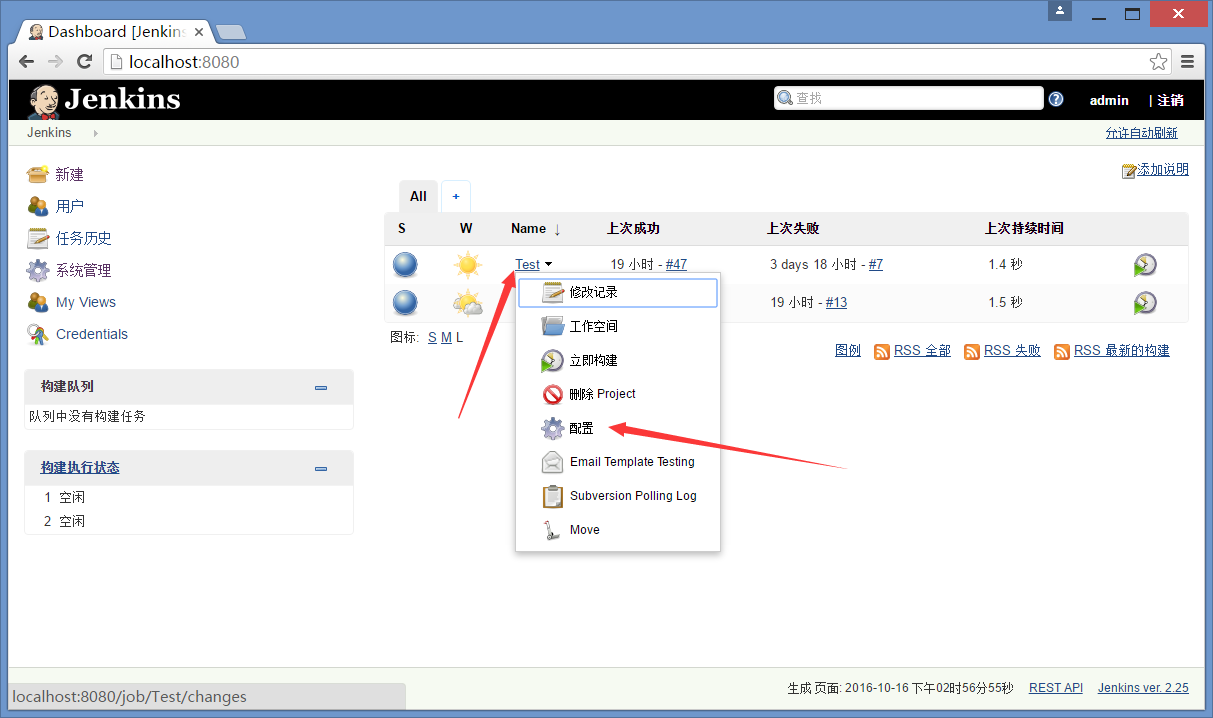 Dashboard [Jenkins
localhost:8080
Jenkins
查找
admin
| 注销
Jenkins
允许自动刷新
新建
用户
任务历史
系统管理
My Views
Credentials
添加说明
All
+
S W Name ↓ 上次成功 上次失败 上次持续时间
Test 19 小时 - #47 3 days 18 小时 - #7 1.4 秒
19 小时 - #13 1.5 秒
图标: S M L
图例 RSS 全部 RSS 失败 RSS 最新的构建
修改记录
工作空间
立即构建
删除 Project
配置
Email Template Testing
Subversion Polling Log
Move
构建队列
队列中没有构建任务
构建执行状态
1 空闲
2 空闲
生成 页面: 2016-10-16 下午02时56分55秒 REST API Jenkins ver. 2.25
localhost:8080/job/Test/changes